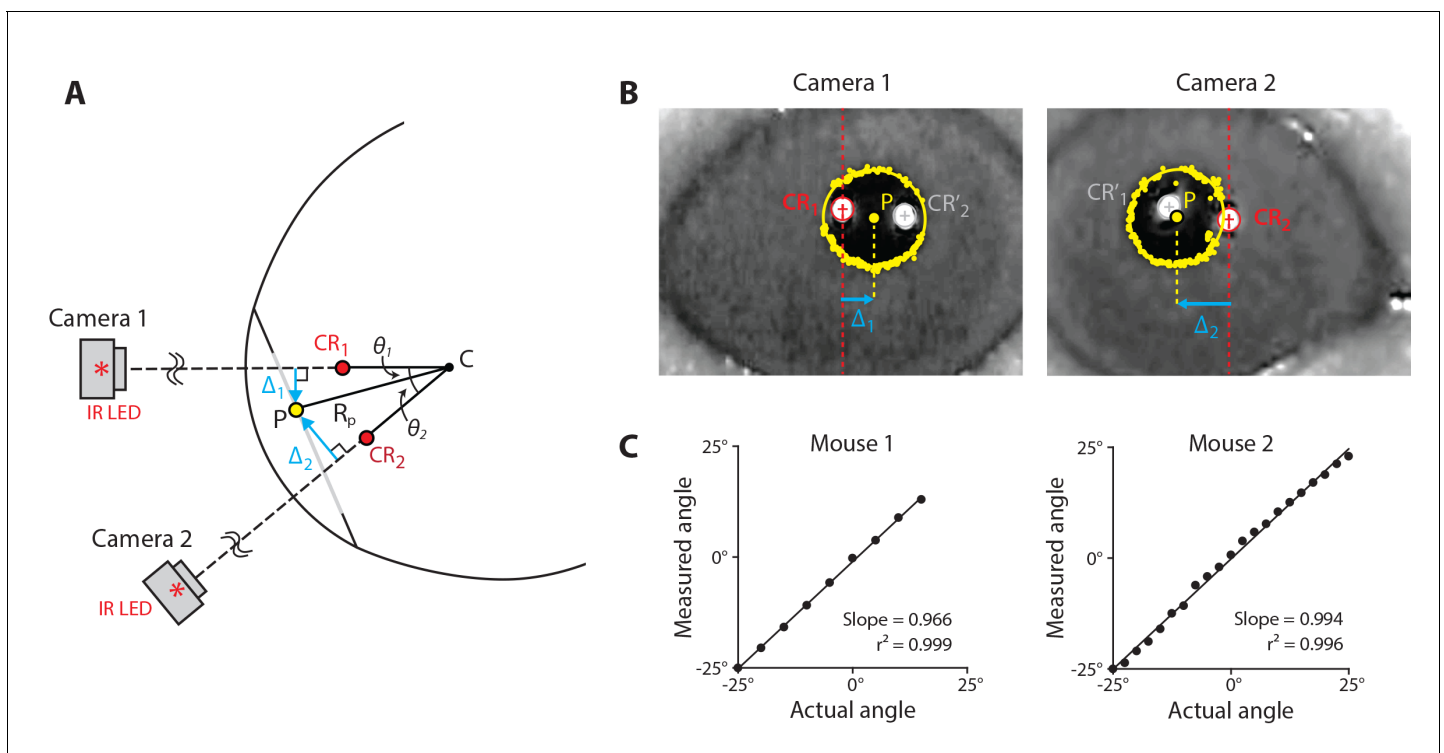 A
Camera 1
IR LED
CR1
θ1
C
Δ1
P
Rp
θ2
Δ2
CR2
Camera 2
IR LED
B
Camera 1
Camera 2
CR1
P
CR'2
Δ1
CR'1
P
CR2
Δ2
C
Mouse 1
25°
0°
-25°
Measured angle
Slope = 0.966
r² = 0.999
-25°
0°
25°
Actual angle
Mouse 2
25°
0°
-25°
Measured angle
Slope = 0.994
r² = 0.996
-25°
0°
25°
Actual angle